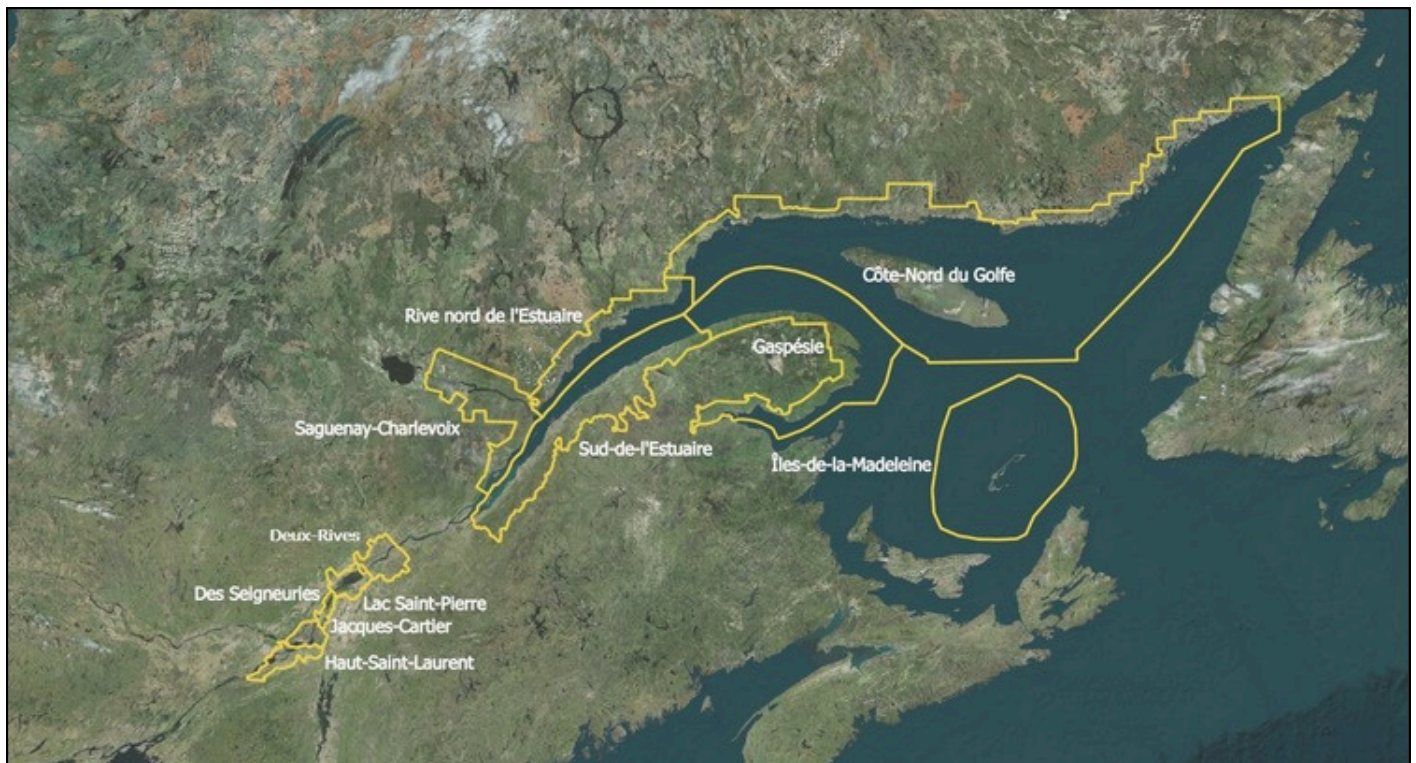 Côte-Nord du Golfe
Rive nord de l'Estuaire
Gaspésie
Saguenay-Charlevoix
Sud-de-l'Estuaire
Îles-de-la-Madeleine
Deux-Rives
Des Seigneuries
Lac Saint-Pierre
Jacques-Cartier
Haut-Saint-Laurent